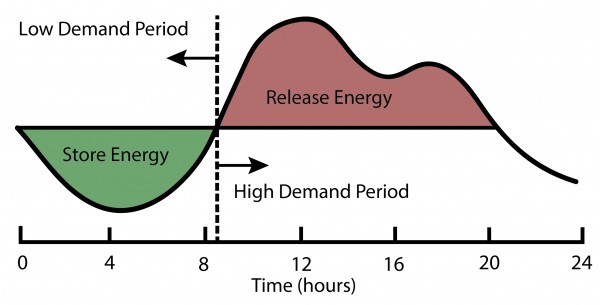 Low Demand Period
Release Energy
Store Energy
High Demand Period
0 4 8 12 16 20 24
Time (hours)